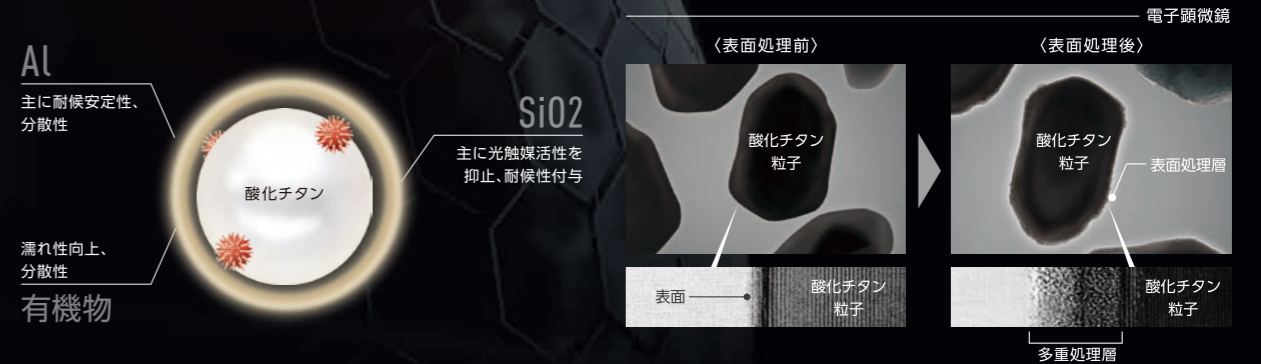 Al
主に耐候安定性、
分散性
酸化チタン
濡れ性向上、
分散性
有機物
SiO2
主に光触媒活性を
抑止、耐候性付与
電子顕微鏡
〈表面処理前〉
酸化チタン
粒子
表面
酸化チタン
粒子
〈表面処理後〉
酸化チタン
粒子
表面処理層
酸化チタン
粒子
多重処理層